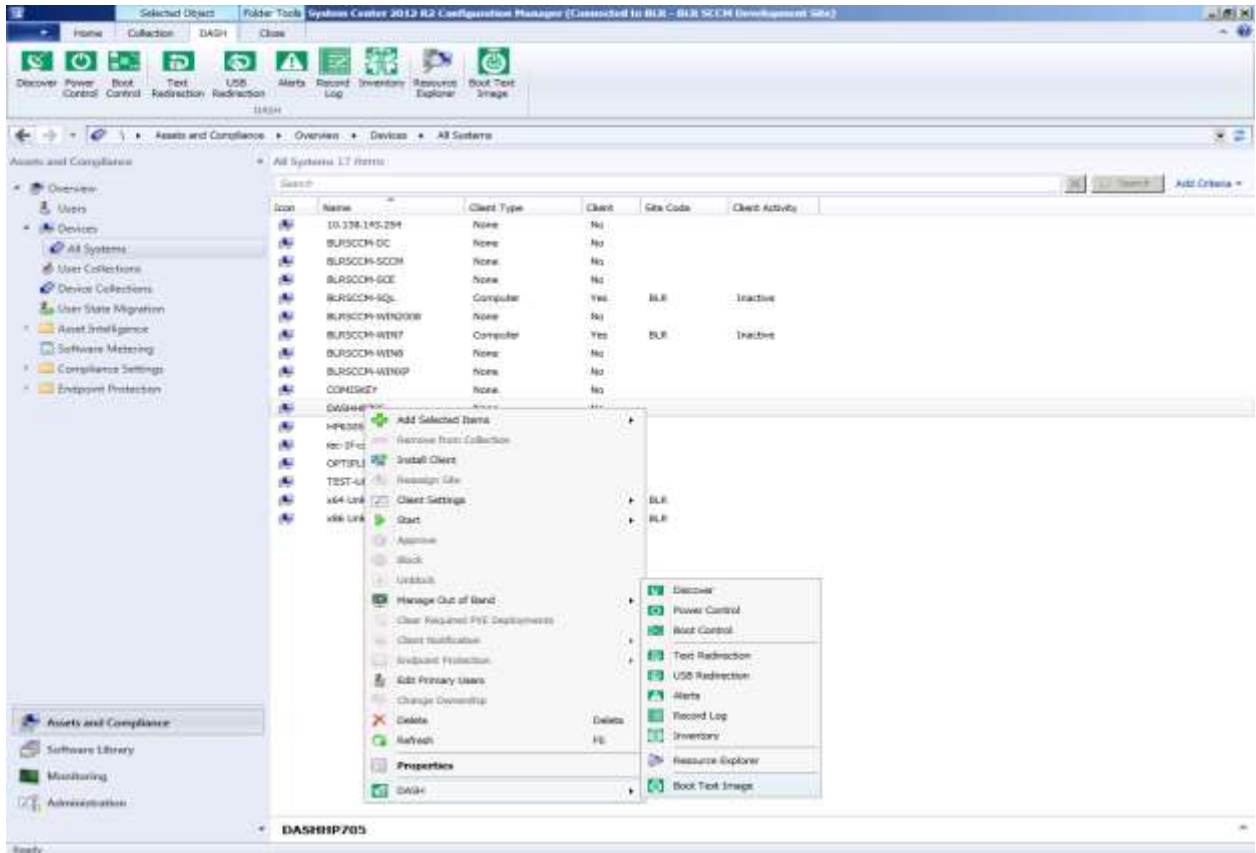 Selected Object Folder Tools System Center 2012 R2 Configuration Manager (Connected to BLR - BLR SCCM Development Site)
Home Collection DASH Close
Discover Power Control Boot Control Text Redirection USB Redirection Alerts Record Log Inventory Resource Explorer Boot Text Image
DASH
\ Assets and Compliance Overview Devices All Systems
Assets and Compliance
All Systems 17 items
Search Search Add Criteria
Icon Name Client Type Client Site Code Client Activity
Overview
Users
Devices
All Systems
User Collections
Device Collections
User State Migration
Asset Intelligence
Software Metering
Compliance Settings
Endpoint Protection
None No
BLRSCCM-DC None No
BLRSCCM-SCCM None No
None No
BLRSCCM-SQL Computer Yes BLR Inactive
BLRSCCM-WIN2008 None No
BLRSCCM-WIN7 Computer Yes BLR Inactive
BLRSCCM-WIN8 None No
BLRSCCM-WINXP None No
COMISKEY None No
OPTIPL
BLR
BLR
Add Selected Items
Remove from Collection
Install Client
Reassign Site
Client Settings
Start
Approve
Block
Unblock
Manage Out of Band
Clear Required PXE Deployments
Client Notification
Endpoint Protection
Edit Primary Users
Change Ownership
Delete Delete
Refresh F5
Properties
DASH
Discover
Power Control
Boot Control
Text Redirection
USB Redirection
Alerts
Record Log
Inventory
Resource Explorer
Boot Text Image
Assets and Compliance
Software Library
Monitoring
Administration
DASHHP705
Ready